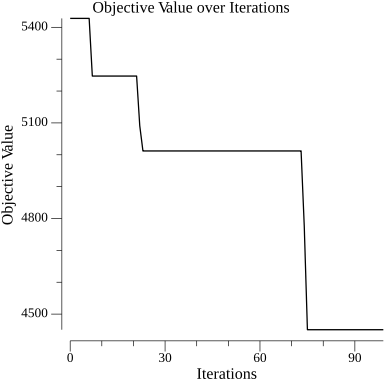 Objective Value over Iterations
5400
5100
4800
4500
Objective Value
0 30 60 90
Iterations